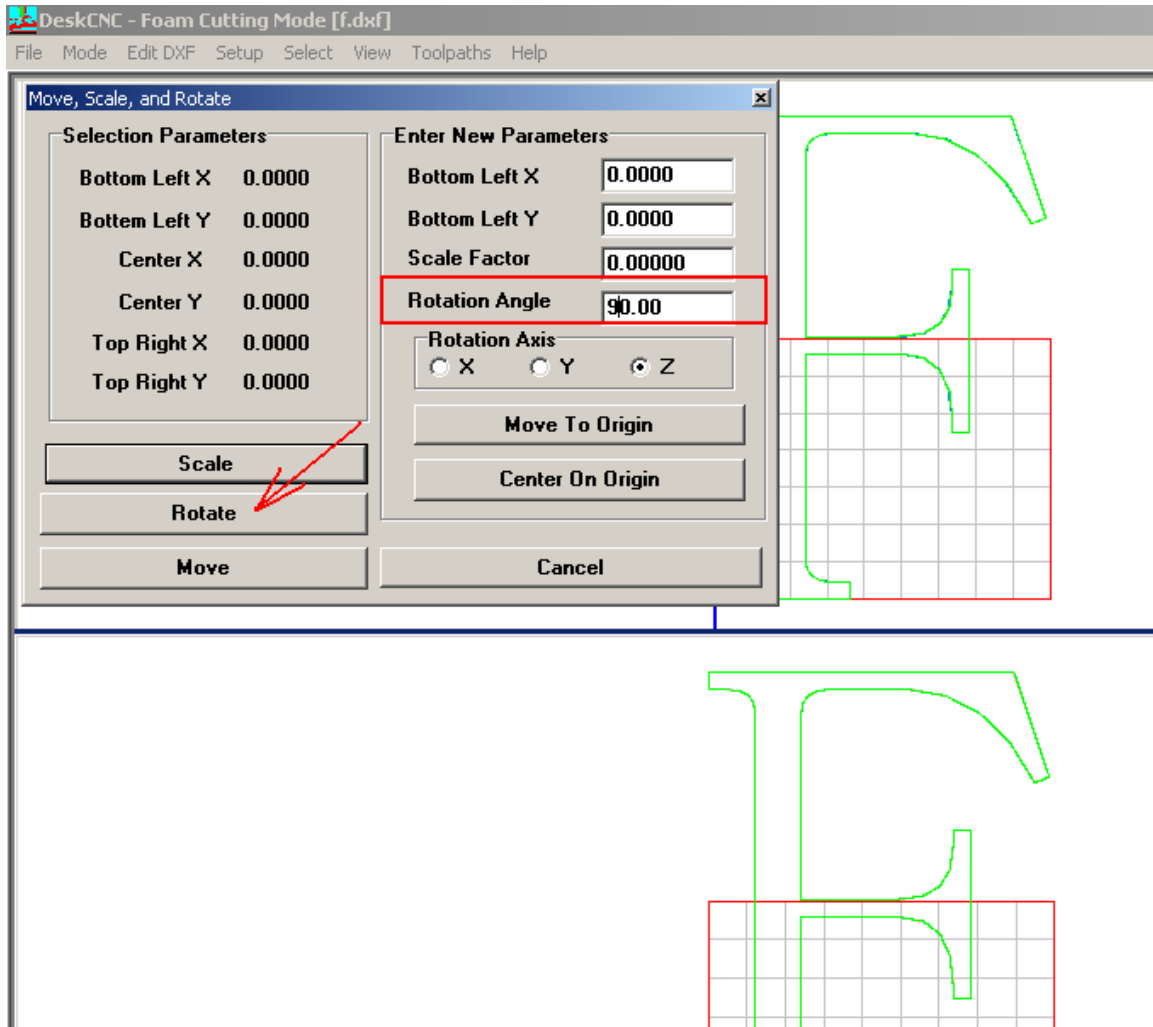 DeskCNC - Foam Cutting Mode [f.dxf]
File Mode Edit DXF Setup Select View Toolpaths Help
Move, Scale, and Rotate
Selection Parameters
Bottom Left X 0.0000
Bottem Left Y 0.0000
Center X 0.0000
Center Y 0.0000
Top Right X 0.0000
Top Right Y 0.0000
Scale
Rotate
Move
Enter New Parameters
Bottom Left X 0.0000
Bottom Left Y 0.0000
Scale Factor 0.00000
Rotation Angle 90.00
Rotation Axis
X Y Z
Move To Origin
Center On Origin
Cancel